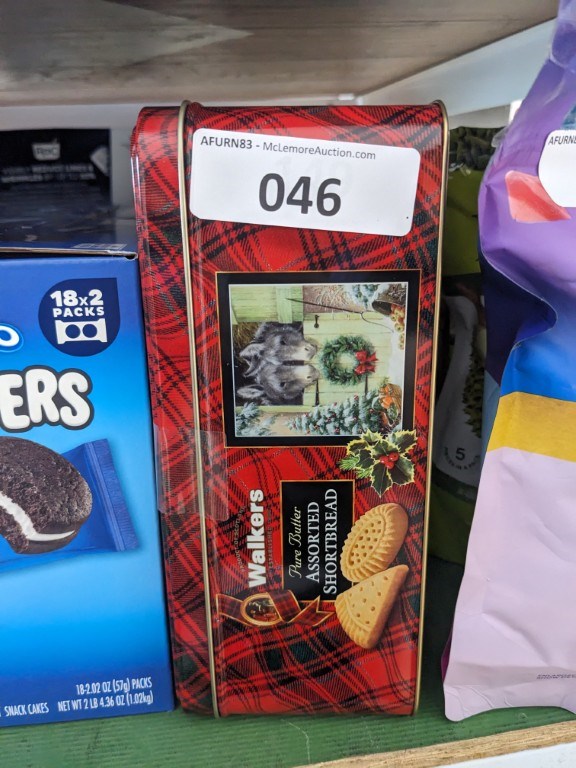 AFURN83 - McLemoreAuction.com
046
AFURN
18x2
PACKS
O
ERS
Walkers
Pure Butter
ASSORTED
SHORTBREAD
5
18-2.02 OZ (57g) PACKS
SNACK CAKES NET WT 2 LB 4.36 OZ (1.02kg)